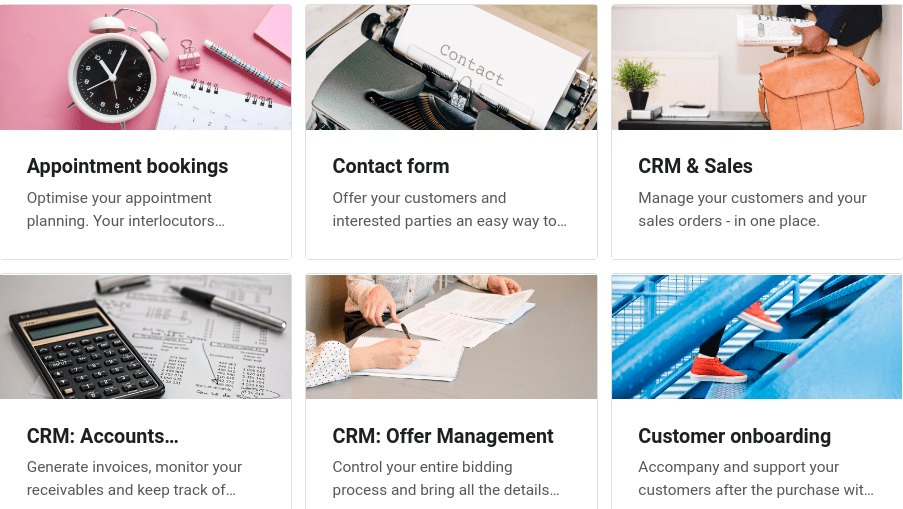 Contact
Business
March
Appointment bookings
Optimise your appointment
planning. Your interlocutors…
Contact form
Offer your customers and
interested parties an easy way to…
CRM & Sales
Manage your customers and your
sales orders - in one place.
CRM: Accounts…
Generate invoices, monitor your
receivables and keep track of…
CRM: Offer Management
Control your entire bidding
process and bring all the details…
Customer onboarding
Accompany and support your
customers after the purchase wit…